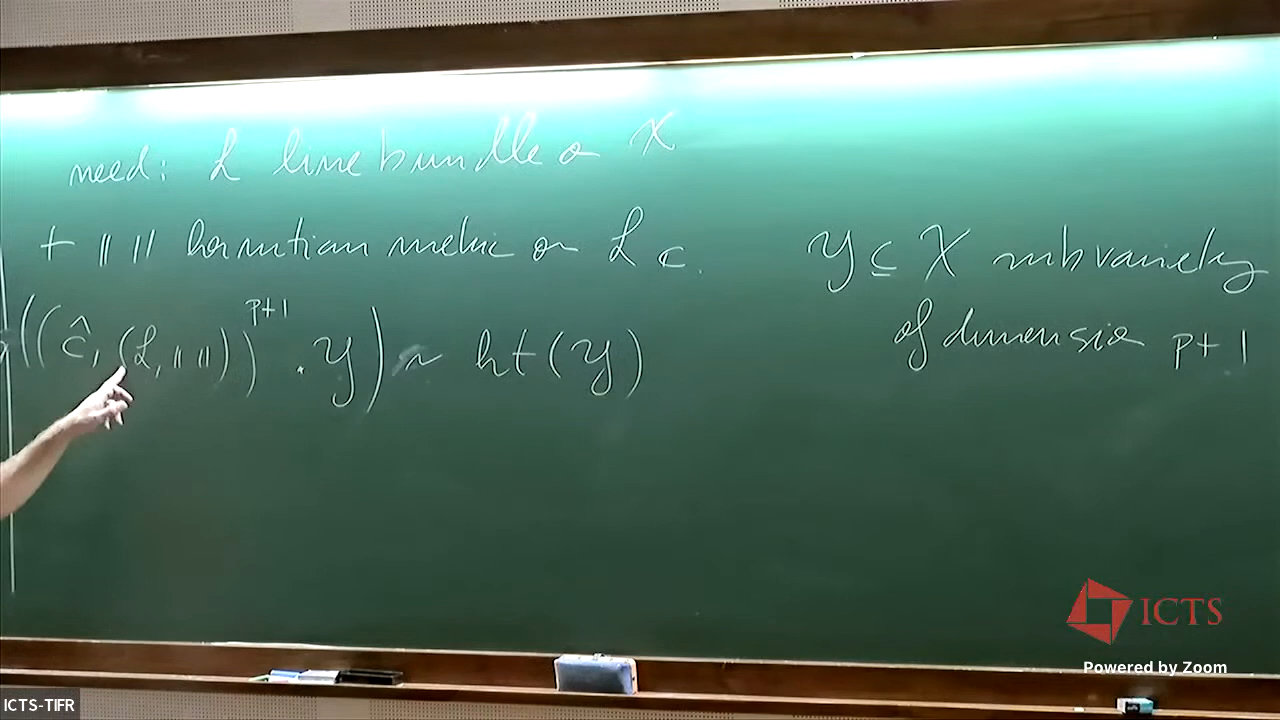 need: L line bundle on X
+ || || hermitian metric on L_C.
((ĉ_1(L, || ||))^{p+1} . Y) ~ ht(Y)
Y ⊆ X subvariety
of dimension p+1
ICTS
Powered by Zoom
ICTS-TIFR